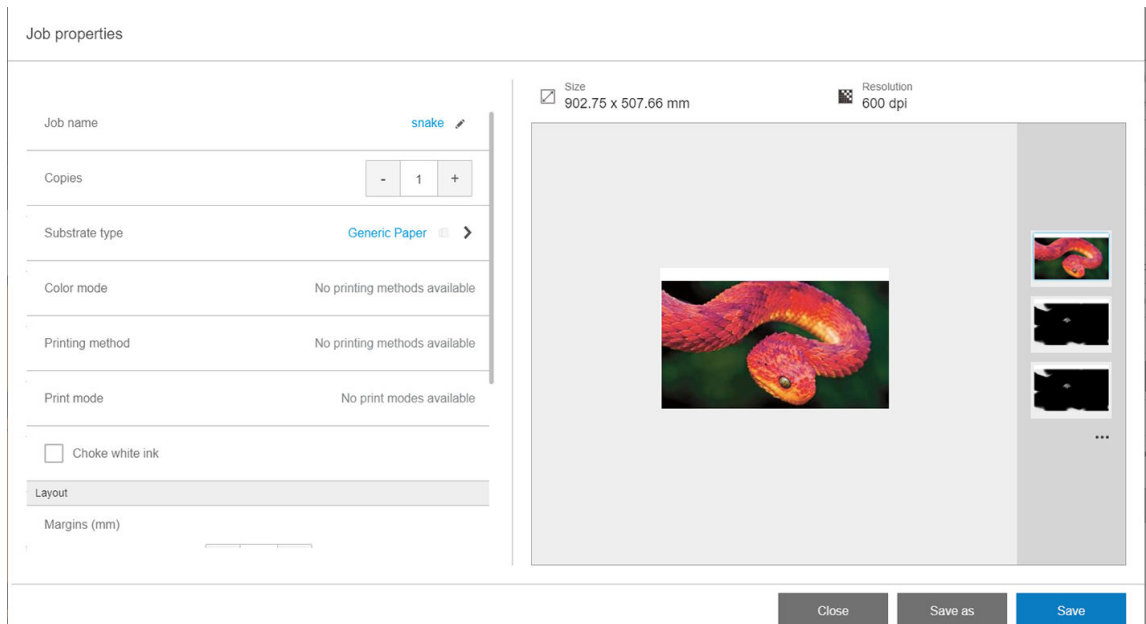 Job properties
Size
902.75 x 507.66 mm
Resolution
600 dpi
Job name
snake
Copies
- 1 +
Substrate type
Generic Paper
Color mode
No printing methods available
Printing method
No printing methods available
Print mode
No print modes available
Choke white ink
Layout
Margins (mm)
Close
Save as
Save